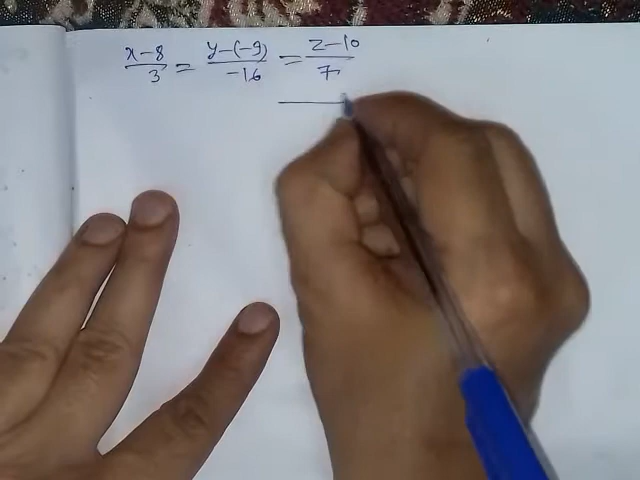 x-8/3 = y-(-9)/-16 = z-10/7